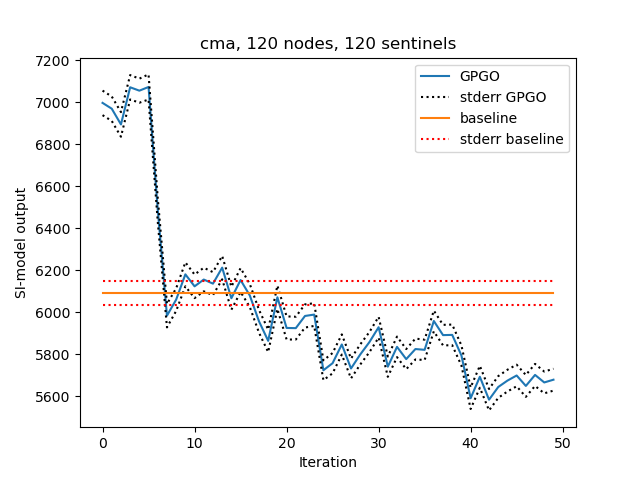 cma, 120 nodes, 120 sentinels
7200
7000
6800
6600
6400
6200
6000
5800
5600
SI-model output
GPGO
stderr GPGO
baseline
stderr baseline
0 10 20 30 40 50
Iteration